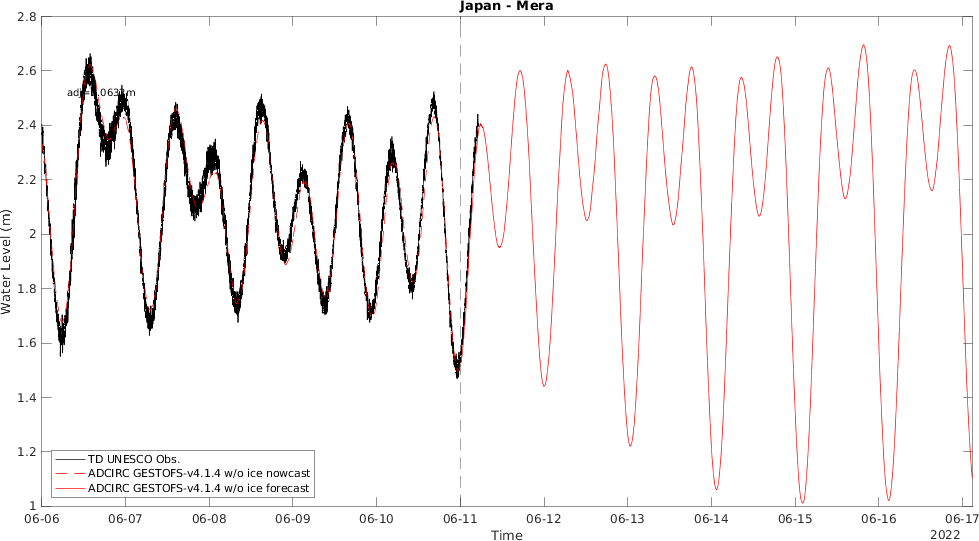 Japan - Mera
2.8
2.6
2.4
2.2
2
1.8
1.6
1.4
1.2
1
Water Level (m)
TD UNESCO Obs.
ADCIRC GESTOFS-v4.1.4 w/o ice nowcast
ADCIRC GESTOFS-v4.1.4 w/o ice forecast
06-06 06-07 06-08 06-09 06-10 06-11 06-12 06-13 06-14 06-15 06-16 06-17
Time
2022